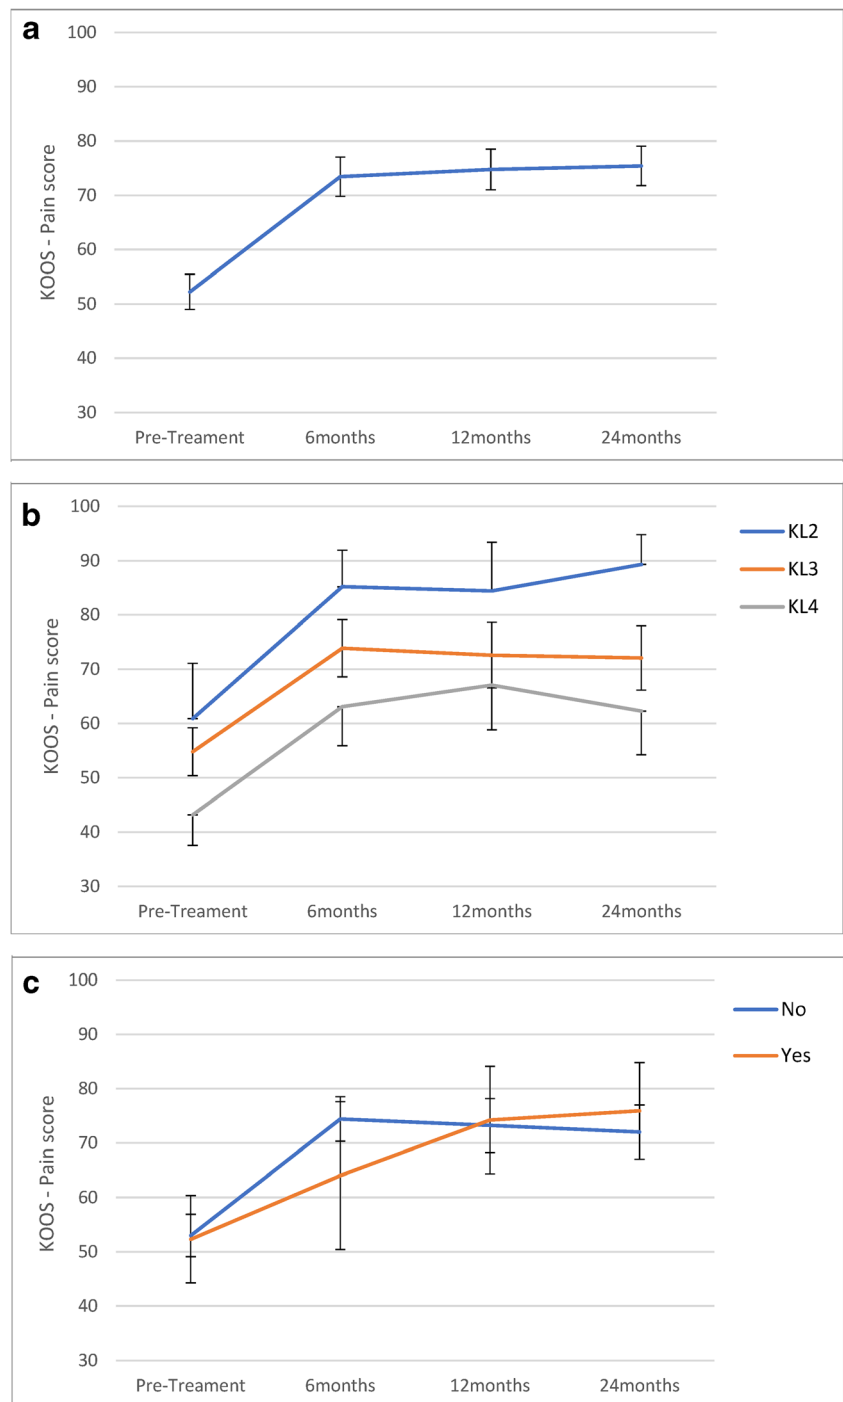 a
100
90
80
70
60
50
40
30
KOOS - Pain score
Pre-Treament 6months 12months 24months
b
100
90
80
70
60
50
40
30
KOOS - Pain score
Pre-Treament 6months 12months 24months
KL2
KL3
KL4
c
100
90
80
70
60
50
40
30
KOOS - Pain score
Pre-Treament 6months 12months 24months
No
Yes